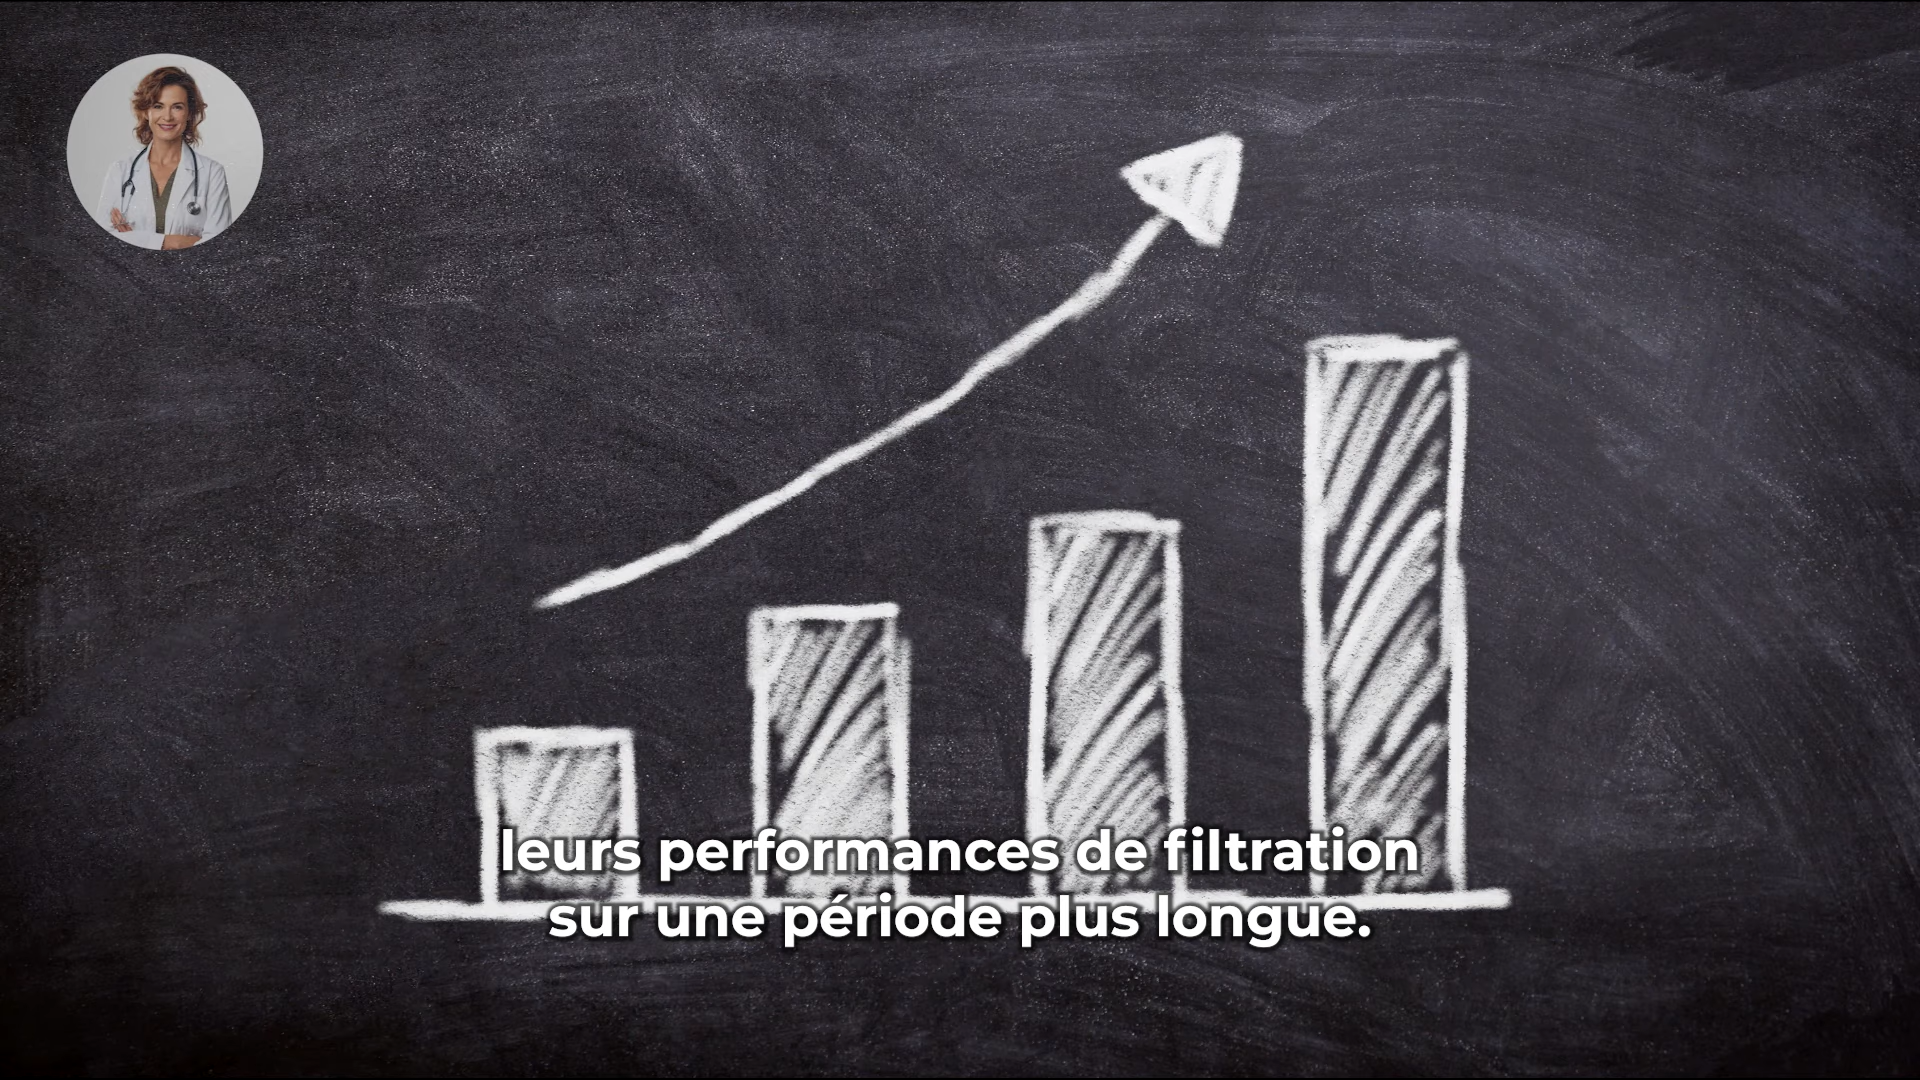 leurs performances de filtration
sur une période plus longue.